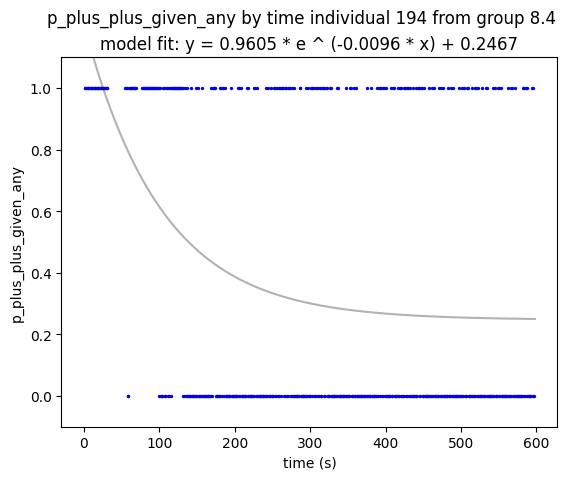 p_plus_plus_given_any by time individual 194 from group 8.4
model fit: y = 0.9605 * e ^ (-0.0096 * x) + 0.2467
1.0
0.8
0.6
0.4
0.2
0.0
p_plus_plus_given_any
0 100 200 300 400 500 600
time (s)